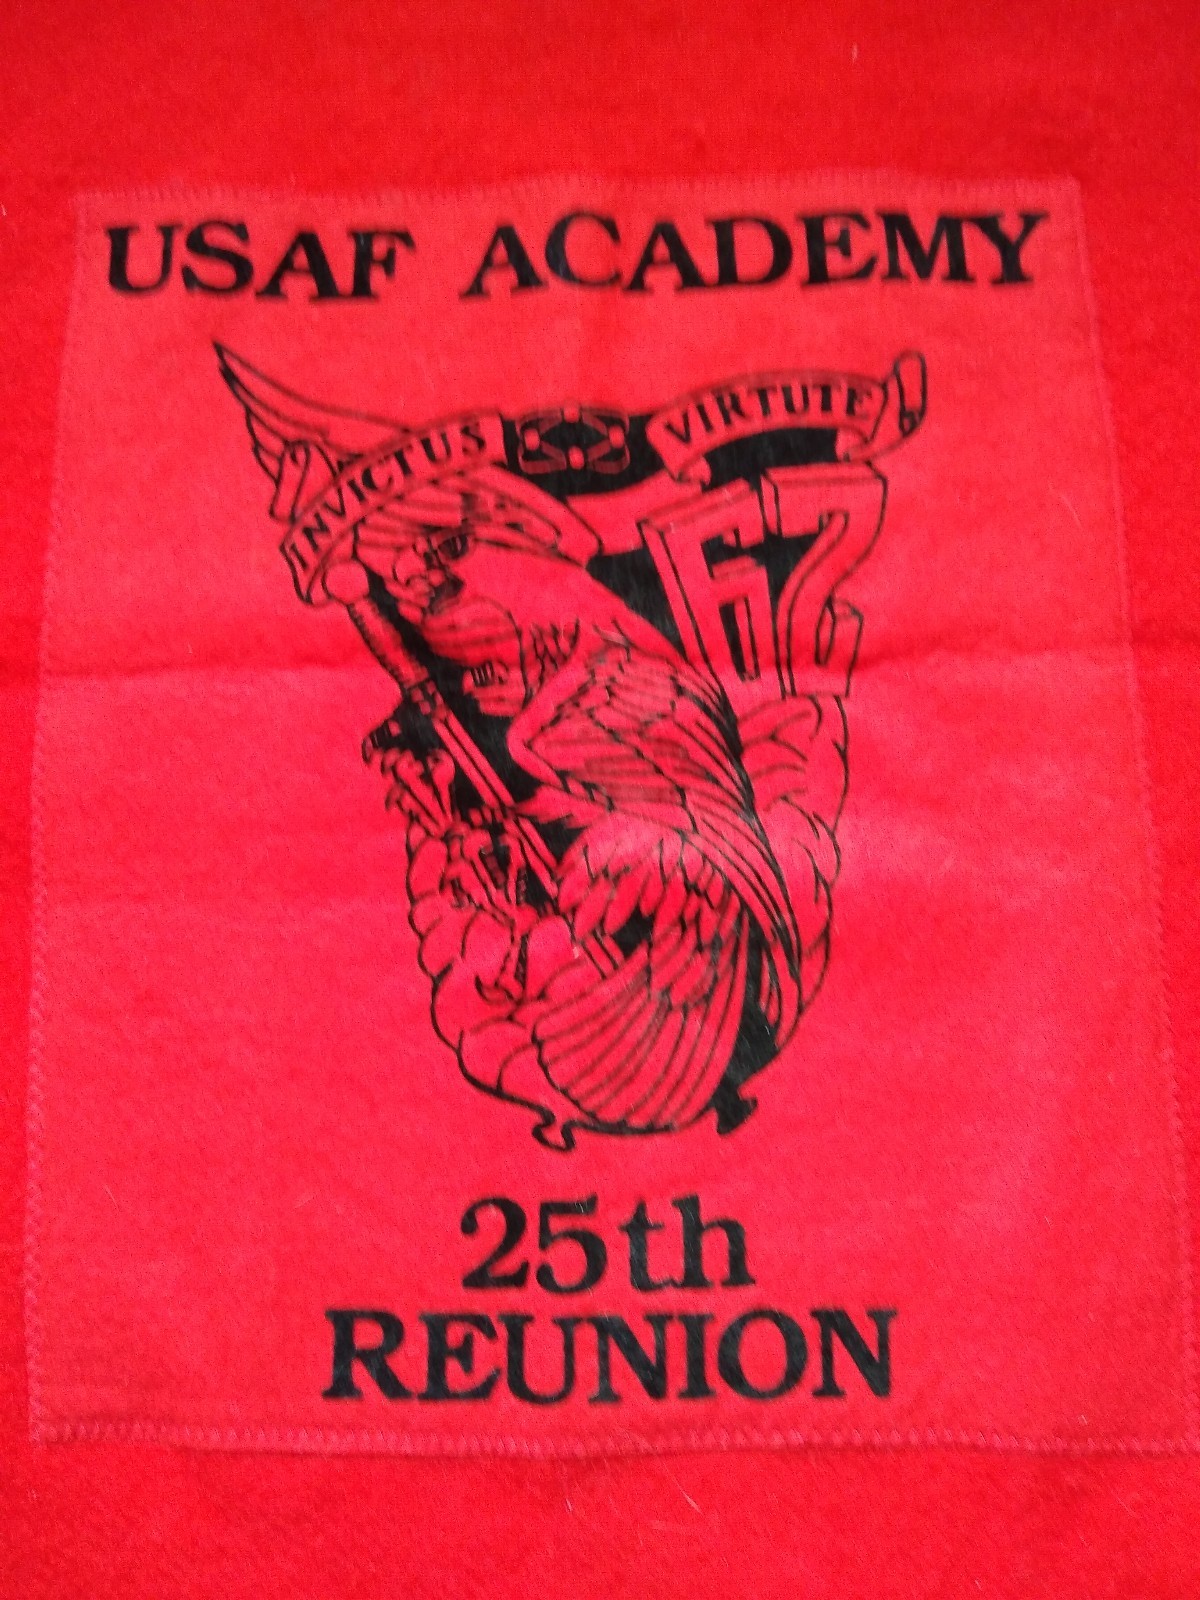 USAF ACADEMY
INVICTUS VIRTUTE
67
25th
REUNION